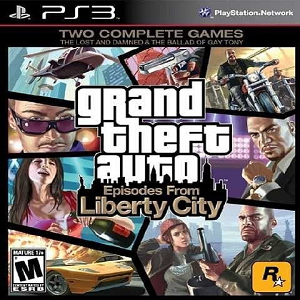 PS3
PlayStation Network
TWO COMPLETE GAMES
THE LOST AND DAMNED & THE BALLAD OF GAY TONY
grand
theft
auto
Episodes From
Liberty City
MATURE 17+
M
ESRB
R